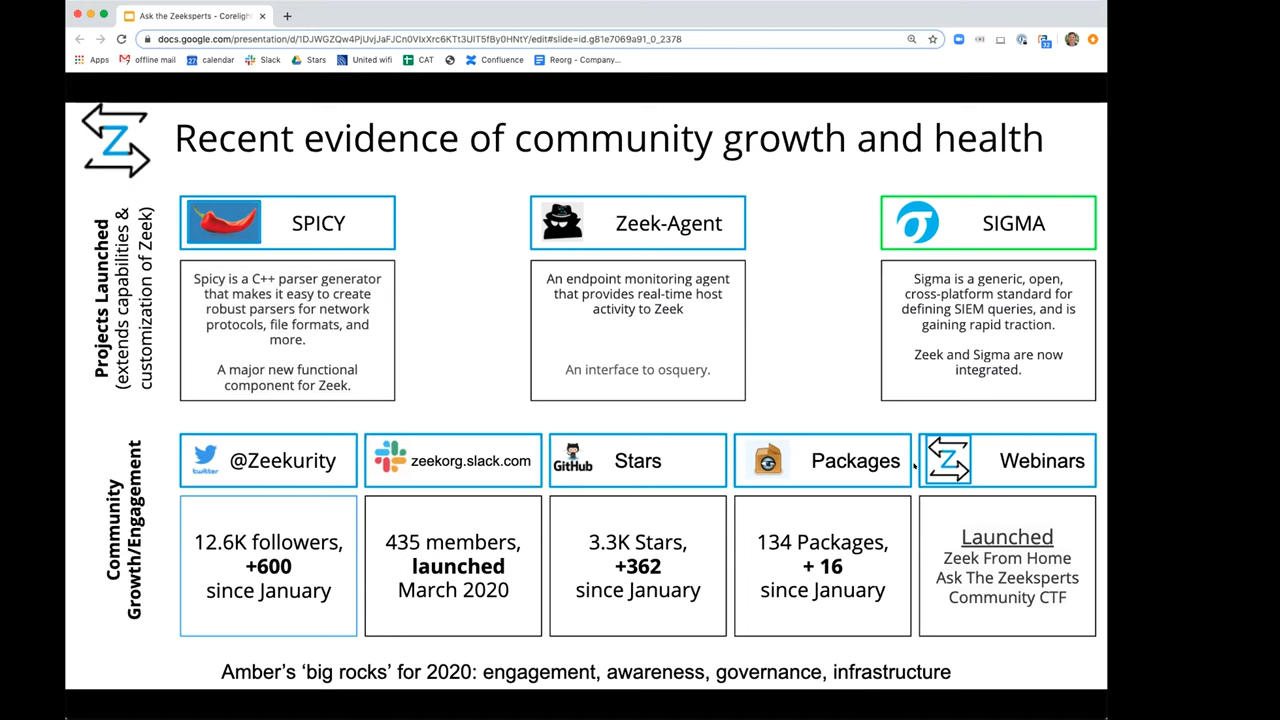 Ask the Zeeksperts - Corelight
docs.google.com/presentation/d/1DJWGZQw4PjUvjJaFJCn0VIxXrc6KTt3UIT5fBy0HNtY/edit#slide=id.g81e7069a91_0_2378
Apps offline mail calendar Slack Stars United wifi CAT Confluence Reorg - Company...
Recent evidence of community growth and health
Projects Launched
(extends capabilities &
customization of Zeek)
SPICY
Spicy is a C++ parser generator
that makes it easy to create
robust parsers for network
protocols, file formats, and
more.
A major new functional
component for Zeek.
Zeek-Agent
An endpoint monitoring agent
that provides real-time host
activity to Zeek
An interface to osquery.
SIGMA
Sigma is a generic, open,
cross-platform standard for
defining SIEM queries, and is
gaining rapid traction.
Zeek and Sigma are now
integrated.
Community
Growth/Engagement
twitter
@Zeekurity
12.6K followers,
+600
since January
zeekorg.slack.com
435 members,
launched
March 2020
GitHub
Stars
3.3K Stars,
+362
since January
Packages
134 Packages,
+ 16
since January
Z
Webinars
Launched
Zeek From Home
Ask The Zeeksperts
Community CTF
Amber's 'big rocks' for 2020: engagement, awareness, governance, infrastructure